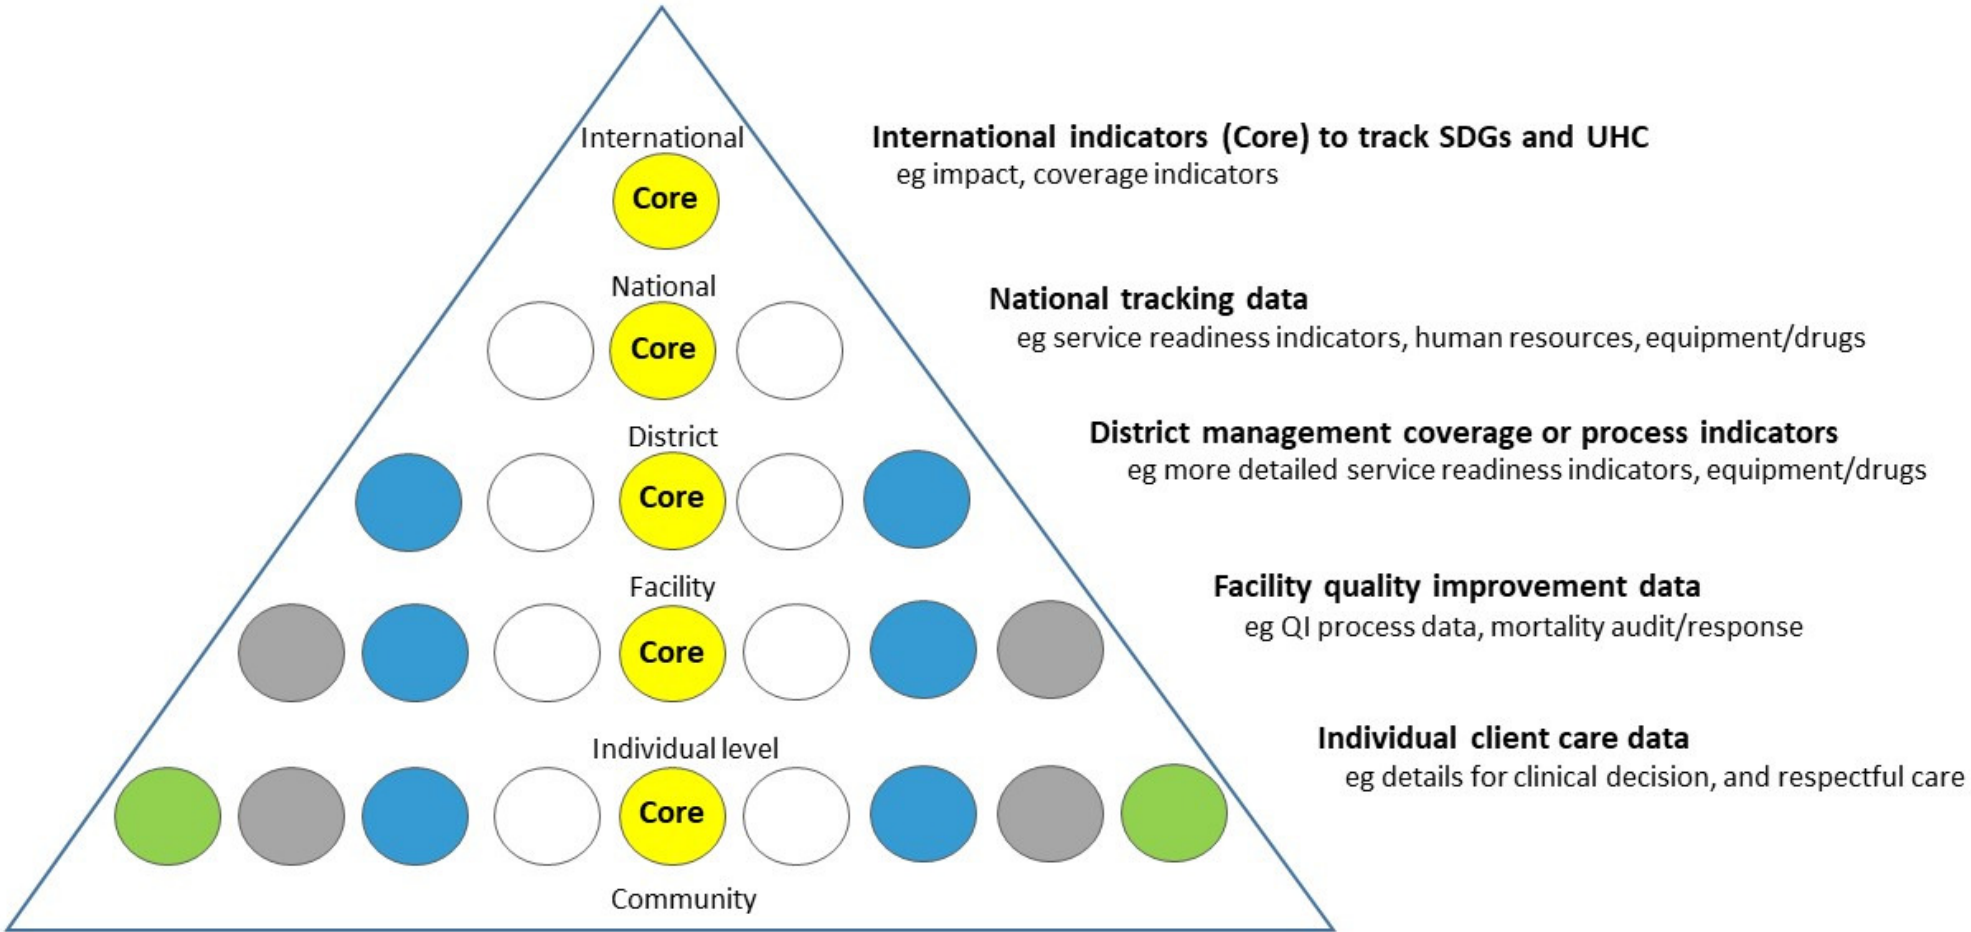 International
Core
International indicators (Core) to track SDGs and UHC
eg impact, coverage indicators
National
Core
National tracking data
eg service readiness indicators, human resources, equipment/drugs
District
Core
District management coverage or process indicators
eg more detailed service readiness indicators, equipment/drugs
Facility
Core
Facility quality improvement data
eg QI process data, mortality audit/response
Individual level
Core
Individual client care data
eg details for clinical decision, and respectful care
Community